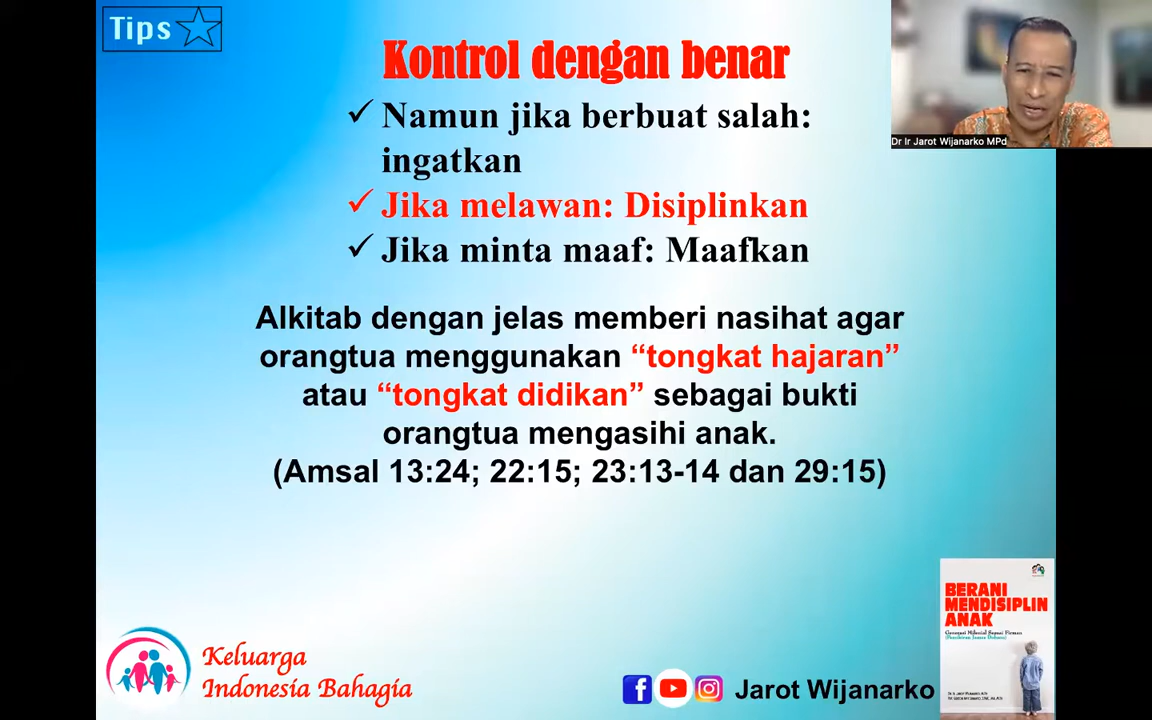 Tips
Kontrol dengan benar
✓ Namun jika berbuat salah:
ingatkan
✓ Jika melawan: Disiplinkan
✓ Jika minta maaf: Maafkan
Alkitab dengan jelas memberi nasihat agar
orangtua menggunakan “tongkat hajaran”
atau “tongkat didikan” sebagai bukti
orangtua mengasihi anak.
(Amsal 13:24; 22:15; 23:13-14 dan 29:15)
Dr Ir Jarot Wijanarko MPd
Keluarga
Indonesia Bahagia
Jarot Wijanarko
BERANI
MENDISIPLIN
ANAK